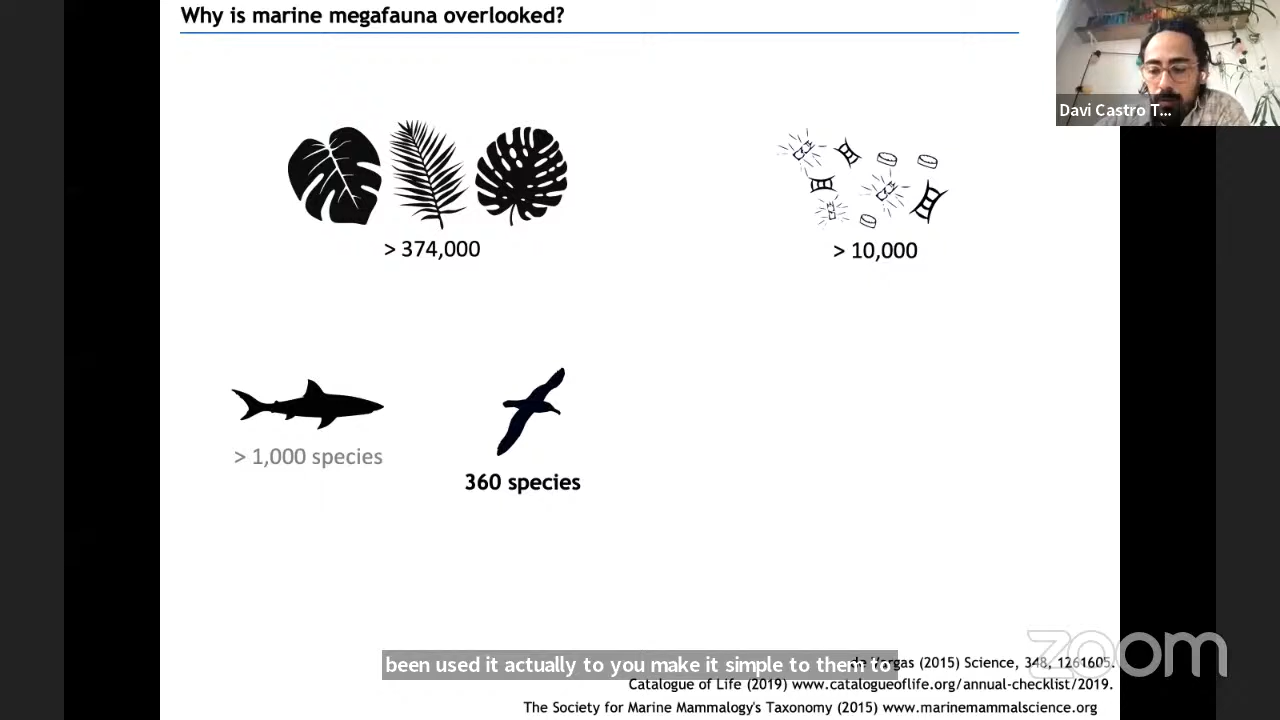 Why is marine megafauna overlooked?
Davi Castro T...
> 374,000
> 10,000
> 1,000 species
360 species
been used it actually to you make it simple to them to
Vargas (2015) Science, 348, 1261605.
Catalogue of Life (2019) www.catalogueoflife.org/annual-checklist/2019.
The Society for Marine Mammalogy's Taxonomy (2015) www.marinemammalscience.org
zoom